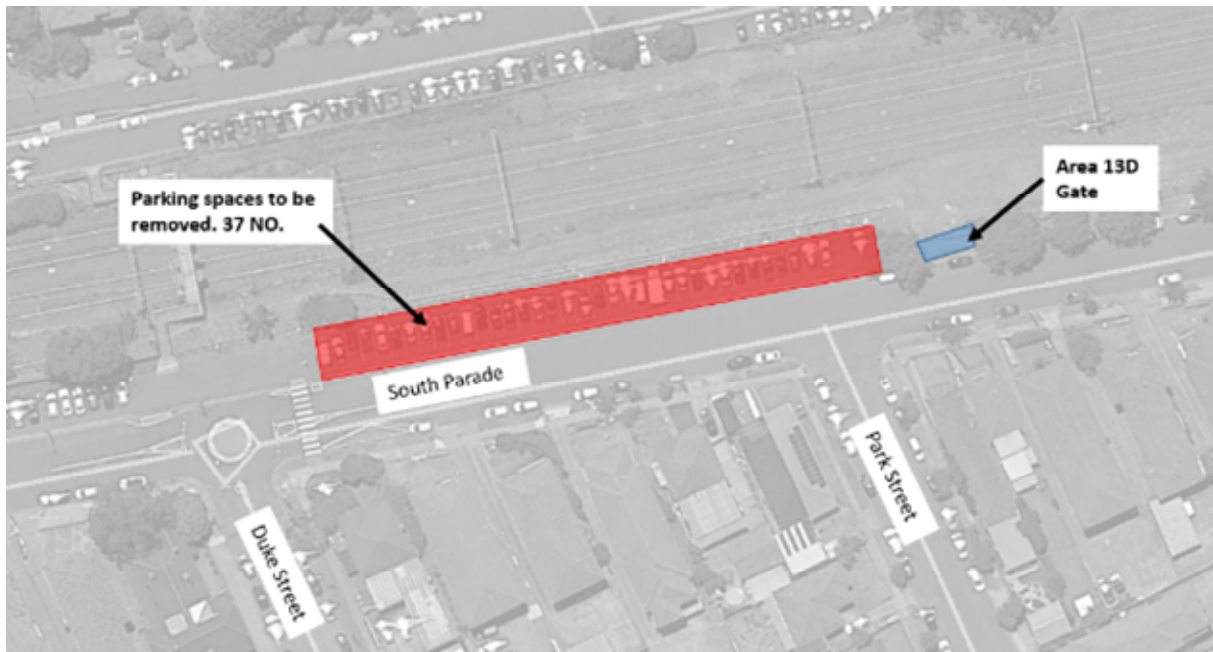 Area 13D
Gate
Parking spaces to be
removed. 37 NO.
South Parade
Park Street
Duke Street